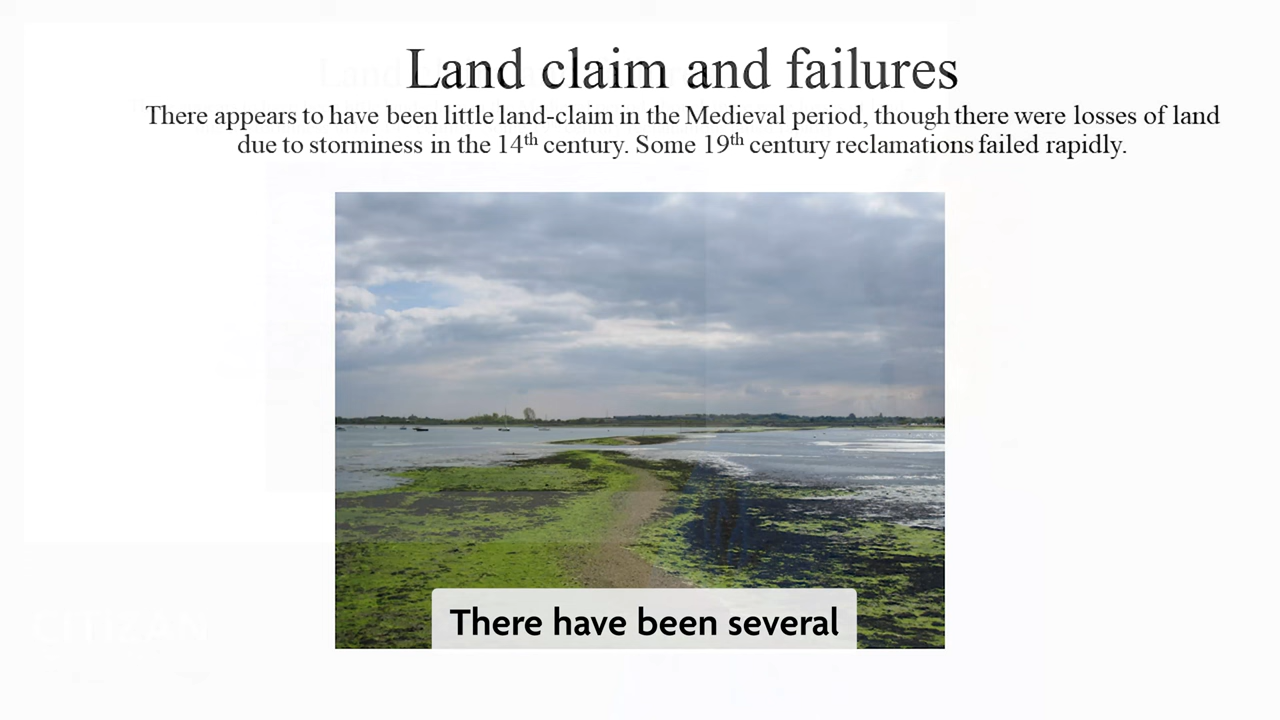 Land claim and failures
There appears to have been little land-claim in the Medieval period, though there were losses of land
due to storminess in the 14th century. Some 19th century reclamations failed rapidly.
There have been several
CITIZAN